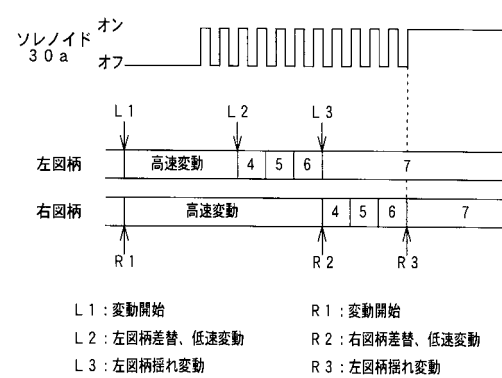 ソレノイド
30a
オン
オフ
L1 L2 L3
左図柄 高速変動 4 5 6 7
右図柄 高速変動 4 5 6 7
R1 R2 R3
L1:変動開始 R1:変動開始
L2:左図柄差替、低速変動 R2:右図柄差替、低速変動
L3:左図柄揺れ変動 R3:左図柄揺れ変動